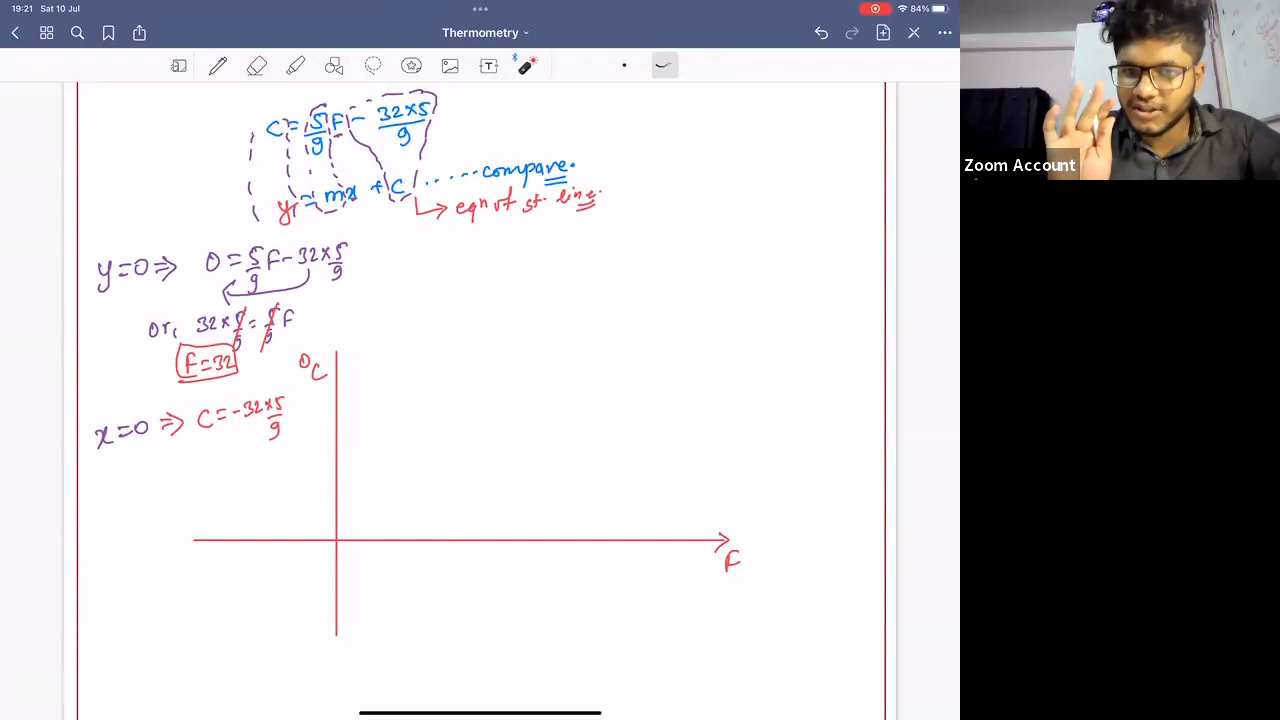 19:21 Sat 10 Jul
84%
Thermometry
Zoom Account
C = 5/9 F - 32×5/9
y = mx + C ...... compare.
→ eqn of st. line.
y=0 ⇒ 0 = 5/9 F - 32×5/9
or, 32×5/9 = 5/9 F
F=32
°C
x=0 ⇒ C = -32×5/9
F